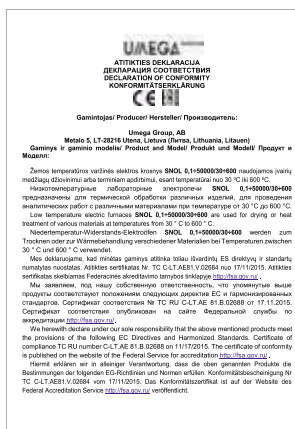 UMEGA
ATITIKTIES DEKLARACIJA
ДЕКЛАРАЦИЯ СООТВЕТСТВИЯ
DECLARATION OF CONFORMITY
KONFORMITÄTSERKLÄRUNG
CE EAC
Gamintojas/ Producer/ Hersteller/ Производитель:
Umega Group, AB
Metalo 5, LT-28216 Utena, Lietuva (Литва, Lithuania, Litauen)
Gaminys ir gaminio modelis/ Product and Model/ Produkt und Modell/ Продукт и
Модель:
Žemos temperatūros varžinės elektros krosnys SNOL 0,1÷50000/30÷600 naudojamos įvairių
medžiagų džiovinimui arba terminiam apdirbimui, esant temperatūrai nuo 30 ºC iki 600 ºC.
Низкотемпературные лабораторные электропечи SNOL 0,1÷50000/30÷600
предназначены для термической обработки различных изделий, для проведения
аналитических работ с различными материалами при температуре от 30 °C до 600 °C.
Low temperature electric furnaces SNOL 0,1÷50000/30÷600 are used for drying or heat
treatment of various materials at temperatures from 30 ° C to 600 ° C.
Niedertemperatur-Widerstands-Elektroöfen SNOL 0,1÷50000/30÷600 werden zum
Trocknen oder zur Wärmebehandlung verschiedener Materialien bei Temperaturen zwischen
30 ° C und 600 ° C verwendet.
Mes deklaruojame, kad minėtas gaminys atitinka toliau išvardintų ES direktyvų ir standartų
numatytas nuostatas. Atitikties sertifikatas Nr. TC C-LT.AE81.V.02688 nuo 17/11/2015. Atitikties
sertifikatas skelbiamas Federacinės akredavimo tarnybos tinklapyje http://fsa.gov.ru/ .
Мы заявляем, под нашу собственную ответственность, что упомянутые выше
продукты соответствуют положениям следующих директив ЕС и гармонизированных
стандартов. Сертификат соответствия № TC RU C-LT.AE 81.B.02688 от 17.11.2015.
Сертификат соответствия опубликован на сайте Федеральной службы по
аккредитации http://fsa.gov.ru/ .
We herewith declare under our sole responsibility that the above mentioned products meet
the provisions of the following EC Directives and Harmonized Standards. Certificate of
compliance TC RU number C-LT.AE 81.B.02688 on 11/17/2015. The certificate of conformity
is published on the website of the Federal Service for accreditation http://fsa.gov.ru/ .
Hiermit erklären wir in alleiniger Verantwortung, dass die oben genannten Produkte die
Bestimmungen der folgenden EG-Richtlinien und Normen erfüllen. Konformitätsbescheinigung Nr
TC C-LT.AE81.V.02688 vom 17/11/2015. Das Konformitätszertifikat ist auf der Website des
Federal Accreditation Service http://fsa.gov.ru/ veröffentlicht.